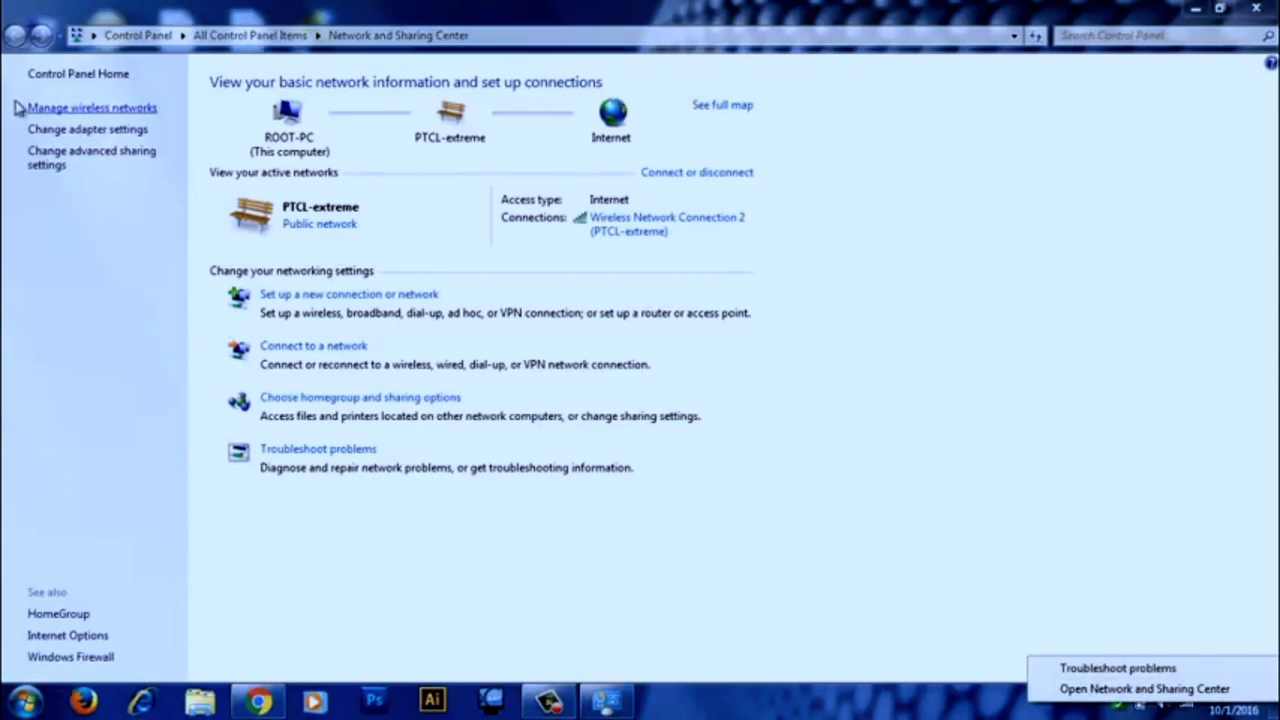 Control Panel
All Control Panel Items
Network and Sharing Center
Search Control Panel
Control Panel Home
Manage wireless networks
Change adapter settings
Change advanced sharing
settings
See also
HomeGroup
Internet Options
Windows Firewall
View your basic network information and set up connections
ROOT-PC
(This computer)
PTCL-extreme
Internet
See full map
View your active networks
Connect or disconnect
PTCL-extreme
Public network
Access type: Internet
Connections: Wireless Network Connection 2
(PTCL-extreme)
Change your networking settings
Set up a new connection or network
Set up a wireless, broadband, dial-up, ad hoc, or VPN connection; or set up a router or access point.
Connect to a network
Connect or reconnect to a wireless, wired, dial-up, or VPN network connection.
Choose homegroup and sharing options
Access files and printers located on other network computers, or change sharing settings.
Troubleshoot problems
Diagnose and repair network problems, or get troubleshooting information.
Troubleshoot problems
Open Network and Sharing Center
Ps
Ai
10/1/2016